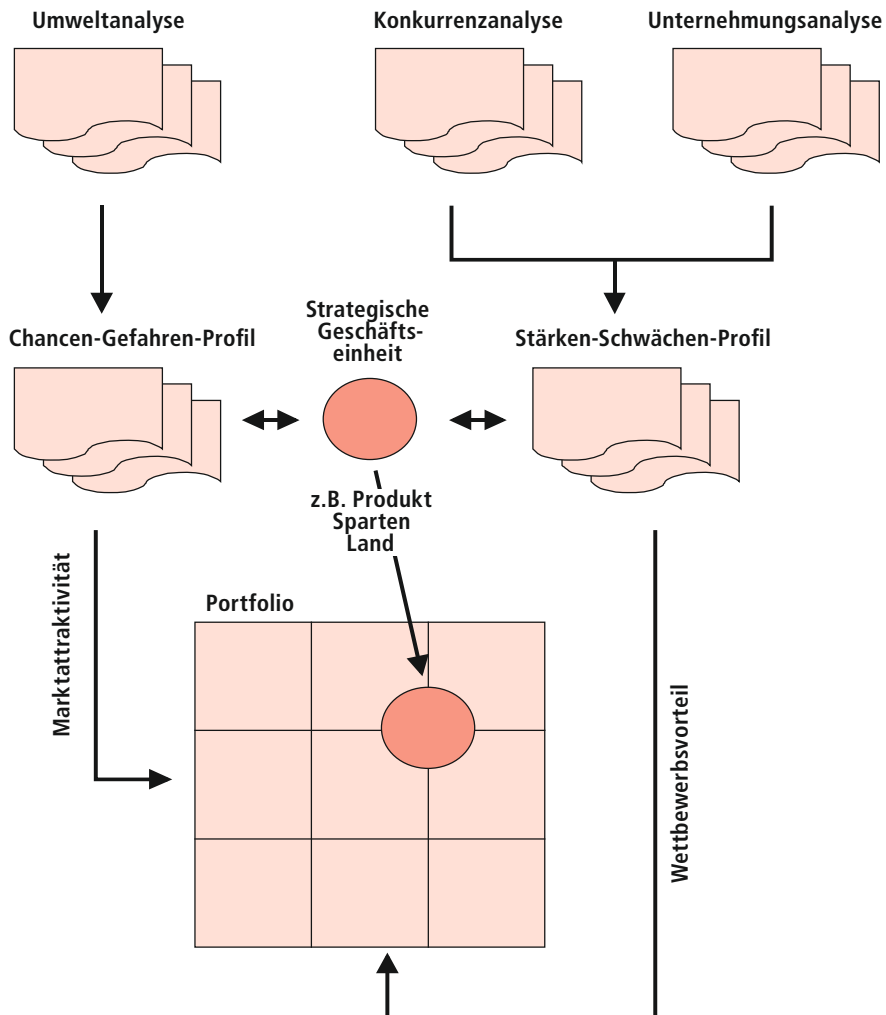 Umweltanalyse
Konkurrenzanalyse
Unternehmungsanalyse
Chancen-Gefahren-Profil
Strategische
Geschäfts-
einheit
Stärken-Schwächen-Profil
z.B. Produkt
Sparten
Land
Marktattraktivität
Portfolio
Wettbewerbsvorteil